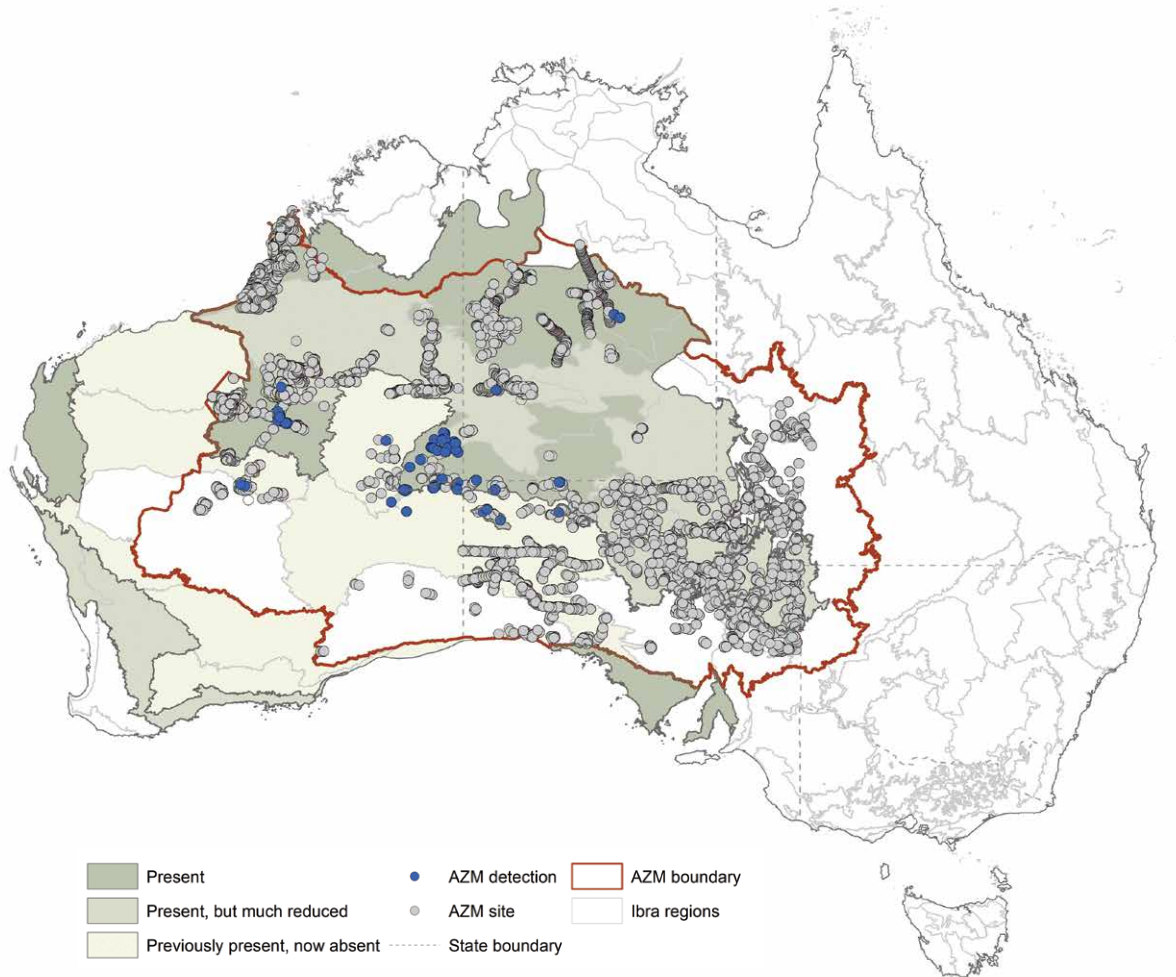 Present
Present, but much reduced
Previously present, now absent
AZM detection
AZM site
State boundary
AZM boundary
Ibra regions